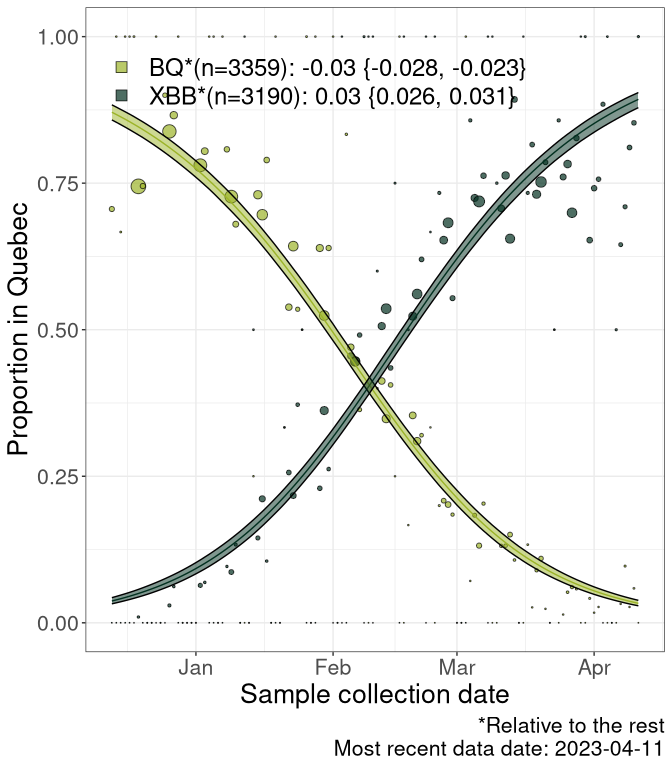 1.00
BQ*(n=3359): -0.03 {-0.028, -0.023}
XBB*(n=3190): 0.03 {0.026, 0.031}
0.75
0.50
0.25
0.00
Proportion in Quebec
Jan Feb Mar Apr
Sample collection date
*Relative to the rest
Most recent data date: 2023-04-11